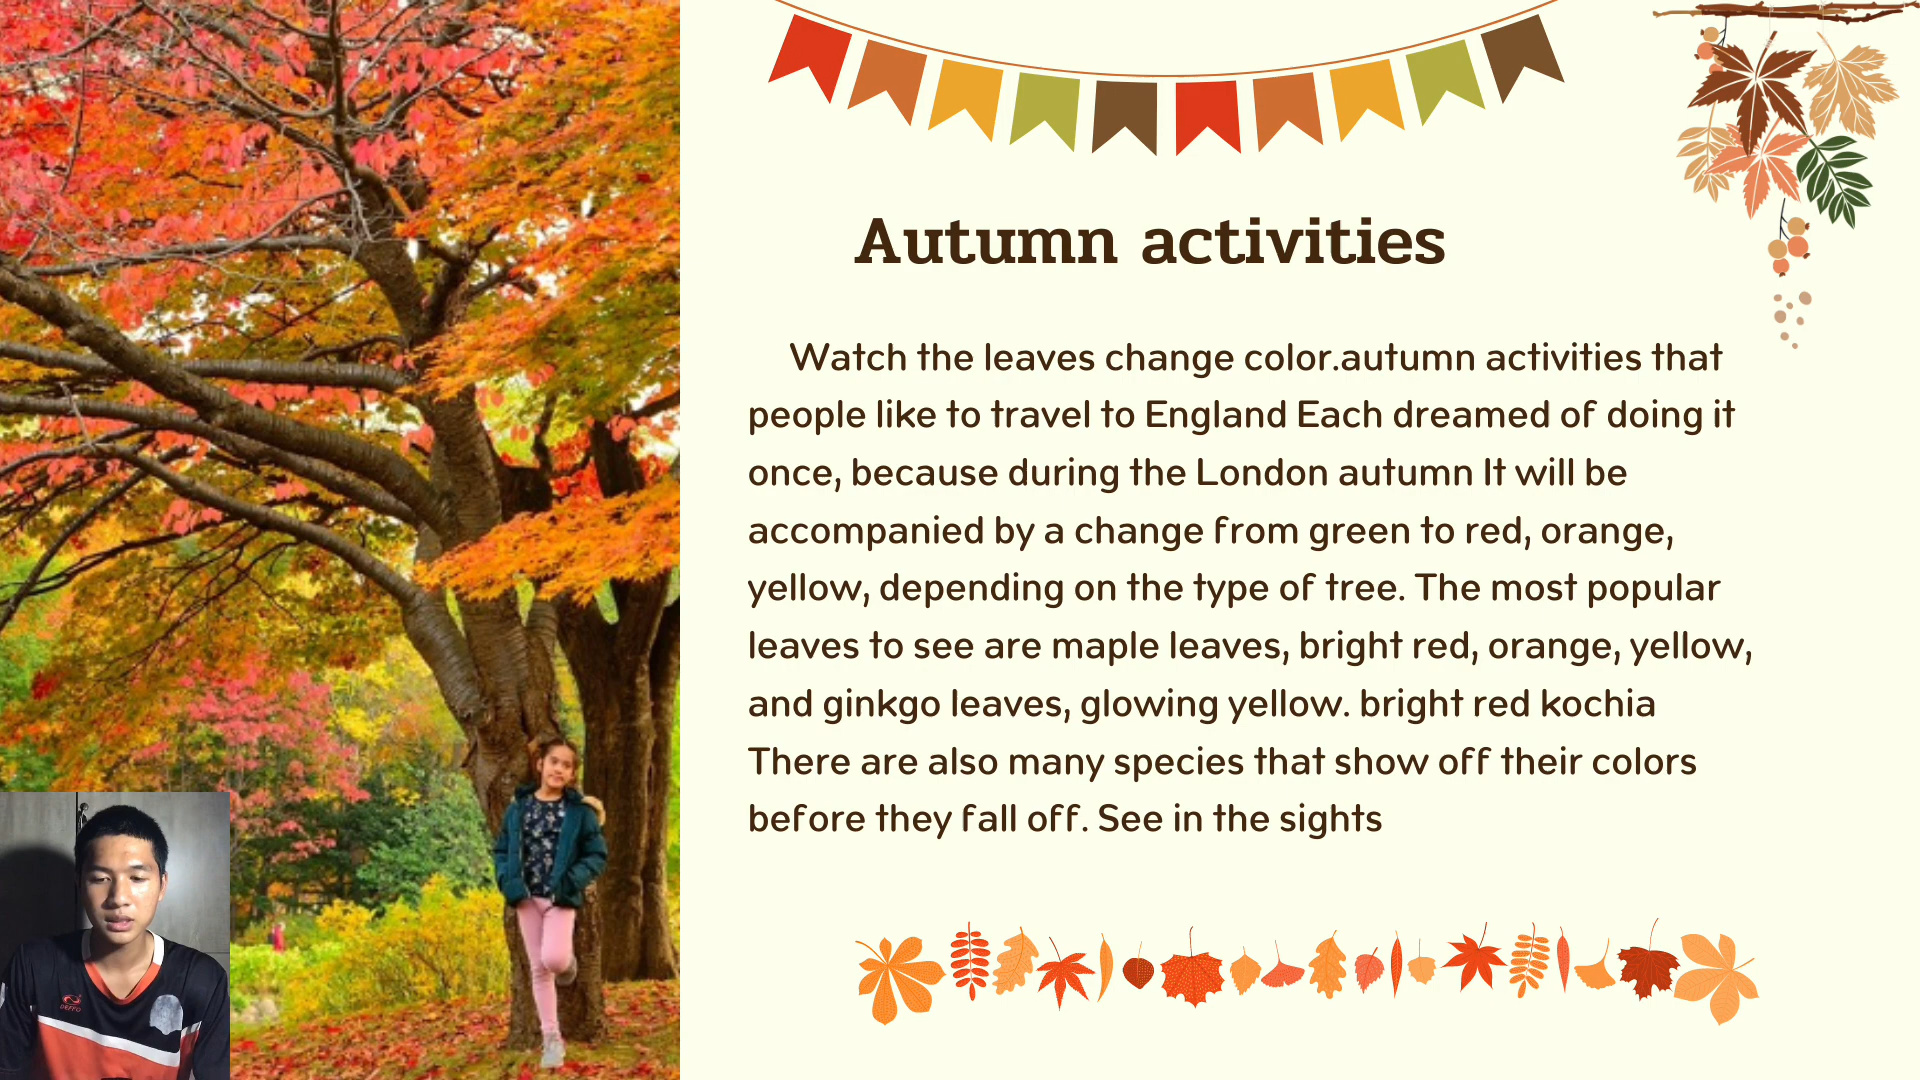 Autumn activities
Watch the leaves change color.autumn activities that
people like to travel to England Each dreamed of doing it
once, because during the London autumn It will be
accompanied by a change from green to red, orange,
yellow, depending on the type of tree. The most popular
leaves to see are maple leaves, bright red, orange, yellow,
and ginkgo leaves, glowing yellow. bright red kochia
There are also many species that show off their colors
before they fall off. See in the sights